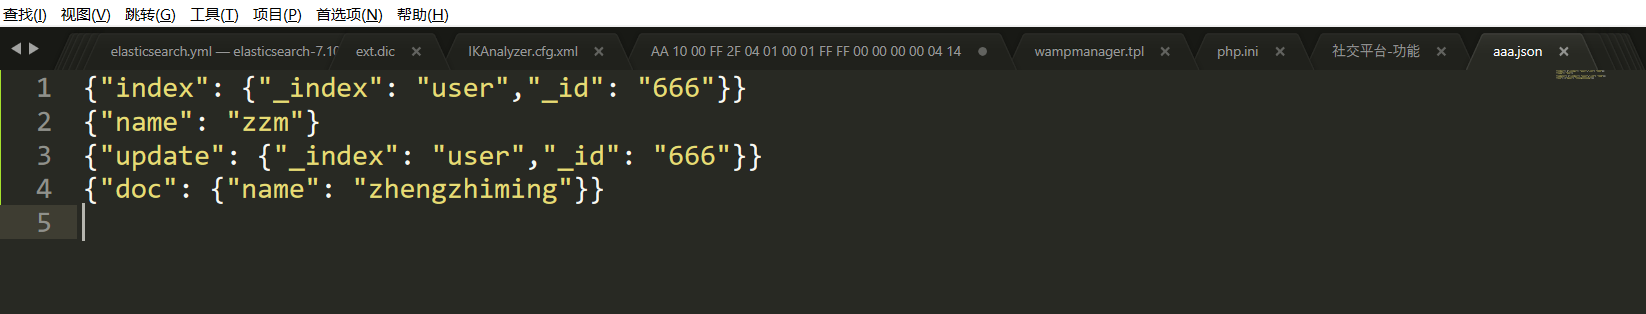 查找(I) 视图(V) 跳转(G) 工具(T) 项目(P) 首选项(N) 帮助(H)
elasticsearch.yml — elasticsearch-7.10 ext.dic IKAnalyzer.cfg.xml AA 10 00 FF 2F 04 01 00 01 FF FF 00 00 00 00 04 14 wampmanager.tpl php.ini 社交平台-功能 aaa.json
1 {"index": {"_index": "user","_id": "666"}}
2 {"name": "zzm"}
3 {"update": {"_index": "user","_id": "666"}}
4 {"doc": {"name": "zhengzhiming"}}
5